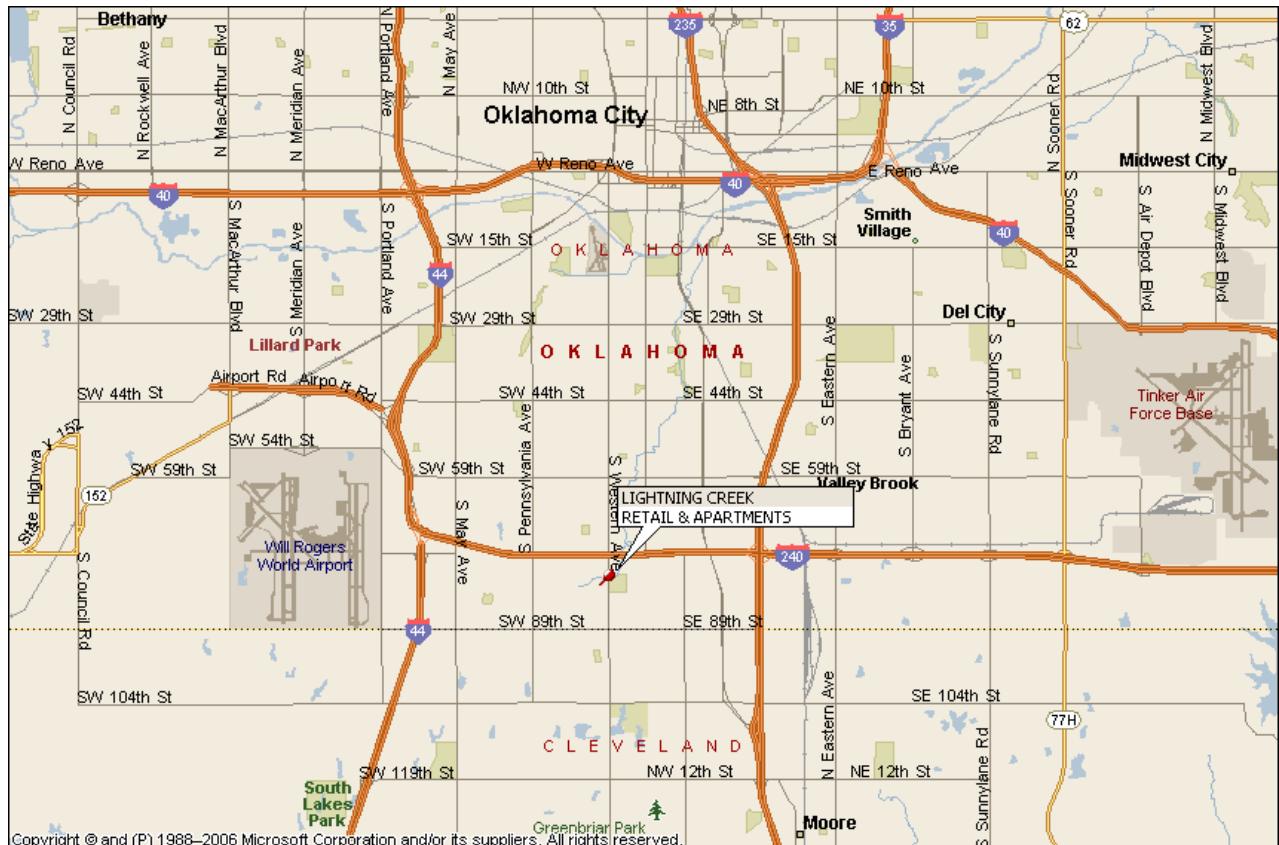 Bethany
N Council Rd
N Rockwell Ave
N MacArthur Blvd
N Meridian Ave
N Portland Ave
N May Ave
235
35
62
N Sooner Rd
N Midwest Blvd
NW 10th St
NE 8th St
NE 10th St
Oklahoma City
W Reno Ave
W Reno Ave
E Reno Ave
Midwest City
40
40
40
S MacArthur Blvd
S Meridian Ave
S Portland Ave
S Sooner Rd
S Air Depot Blvd
S Midwest Blvd
Smith
Village
SW 15th St
OKLAHOMA
SE 15th St
44
SW 29th St
SW 29th St
SE 29th St
Del City
Lillard Park
OKLAHOMA
S Eastern Ave
S Bryant Ave
S Sunnylane Rd
Airport Rd
Airport Rd
SW 44th St
SW 44th St
SE 44th St
Tinker Air
Force Base
S Pennsylvania Ave
S Western Ave
State Highway 152
SW 54th St
SW 59th St
SW 59th St
SE 59th St
Valley Brook
152
LIGHTNING CREEK
RETAIL & APARTMENTS
S May Ave
Will Rogers
World Airport
240
S Council Rd
SW 89th St
SE 89th St
44
SW 104th St
SE 104th St
77H
N Eastern Ave
S Sunnylane Rd
CLEVELAND
SW 119th St
NW 12th St
NE 12th St
South
Lakes
Park
Greenbriar Park
Moore
Copyright © and (P) 1988–2006 Microsoft Corporation and/or its suppliers. All rights reserved.